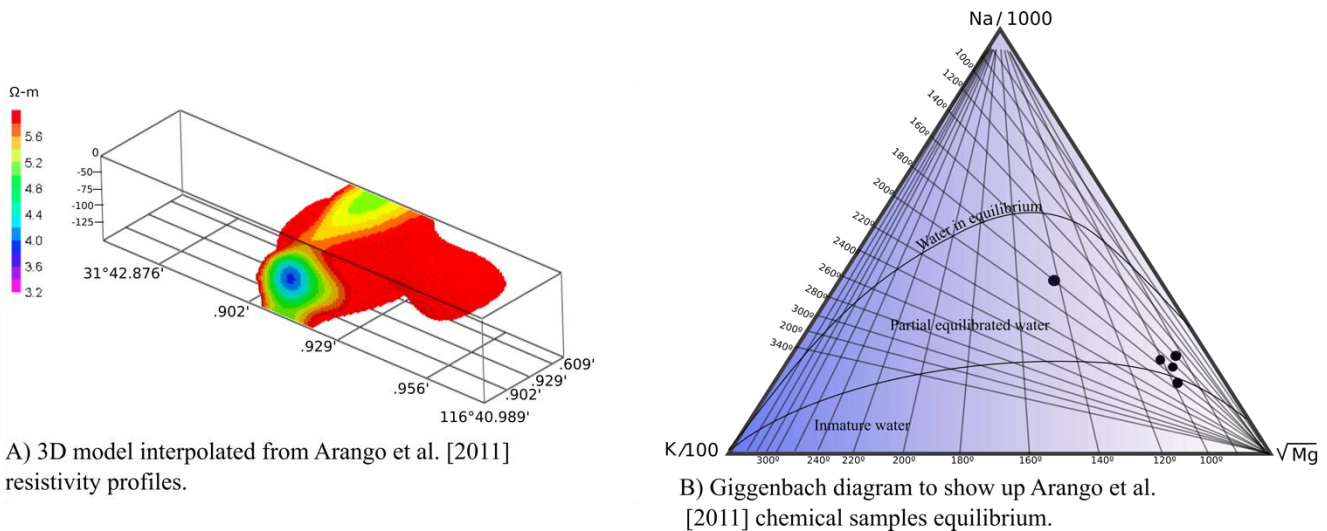 Ω-m
5.6
5.2
4.8
4.4
4.0
3.6
3.2
0
-50
-75
-100
-125
31°42.876'
.902'
.929'
.956'
116°40.989'
.902'
.929'
.609'
A) 3D model interpolated from Arango et al. [2011]
resistivity profiles.
Na/1000
100º
120º
140º
160º
180º
200º
220º
2400º
260º
280º
300º
200º
340º
Water in equilibrium
Partial equilibrated water
Inmature water
K/100
√Mg
300º
240º
220º
200º
180º
160º
140º
120º
100º
B) Giggenbach diagram to show up Arango et al.
[2011] chemical samples equilibrium.